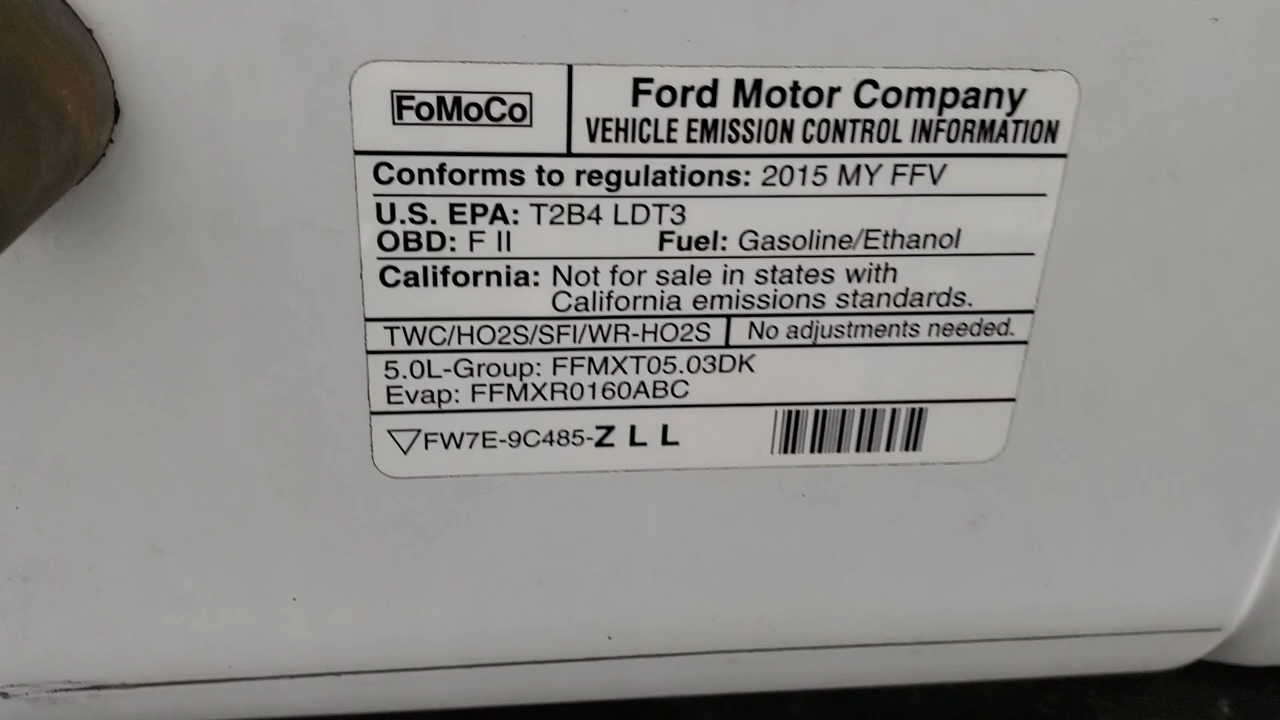 FoMoCo
Ford Motor Company
VEHICLE EMISSION CONTROL INFORMATION
Conforms to regulations: 2015 MY FFV
U.S. EPA: T2B4 LDT3
OBD: F II Fuel: Gasoline/Ethanol
California: Not for sale in states with
California emissions standards.
TWC/HO2S/SFI/WR-HO2S No adjustments needed.
5.0L-Group: FFMXT05.03DK
Evap: FFMXR0160ABC
FW7E-9C485-Z L L